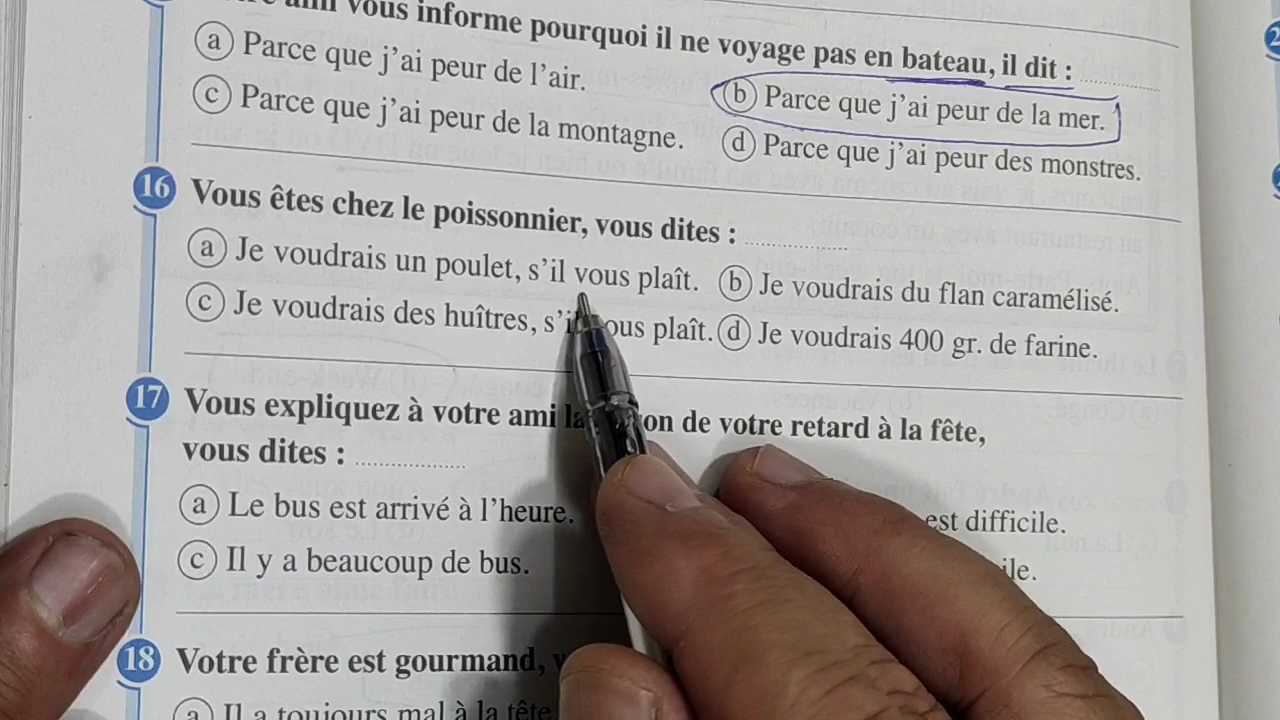 vous informe pourquoi il ne voyage pas en bateau, il dit : ............
a Parce que j'ai peur de l'air.
b Parce que j'ai peur de la mer.
c Parce que j'ai peur de la montagne.
d Parce que j'ai peur des monstres.
16 Vous êtes chez le poissonnier, vous dites : ............
a Je voudrais un poulet, s'il vous plaît. b Je voudrais du flan caramélisé.
c Je voudrais des huîtres, s'il vous plaît. d Je voudrais 400 gr. de farine.
17 Vous expliquez à votre ami la de votre retard à la fête,
vous dites : ............
a Le bus est arrivé à l'heure. est difficile.
c Il y a beaucoup de bus.
18 Votre frère est gourmand,
a Il a toujours mal à la tête.